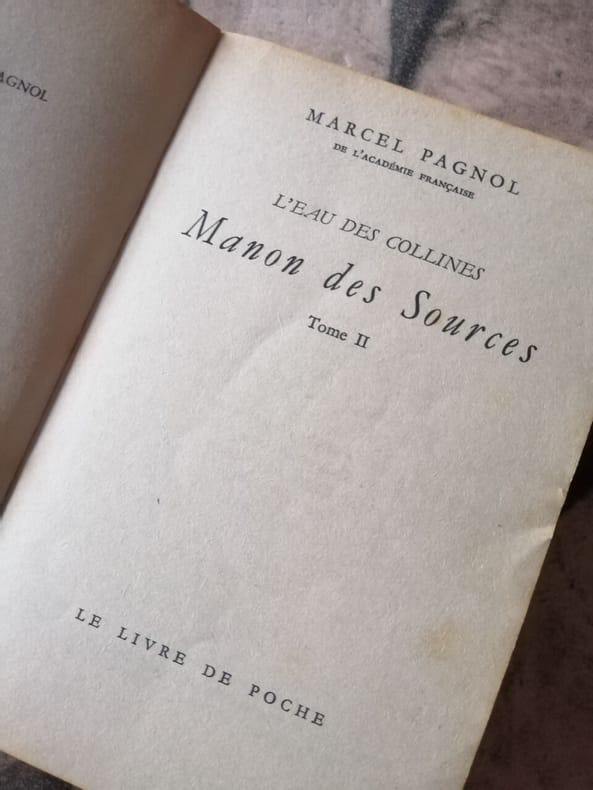 AGNOL
MARCEL PAGNOL
DE L'ACADÉMIE FRANÇAISE
L'EAU DES COLLINES
Manon des Sources
Tome II
LE LIVRE DE POCHE